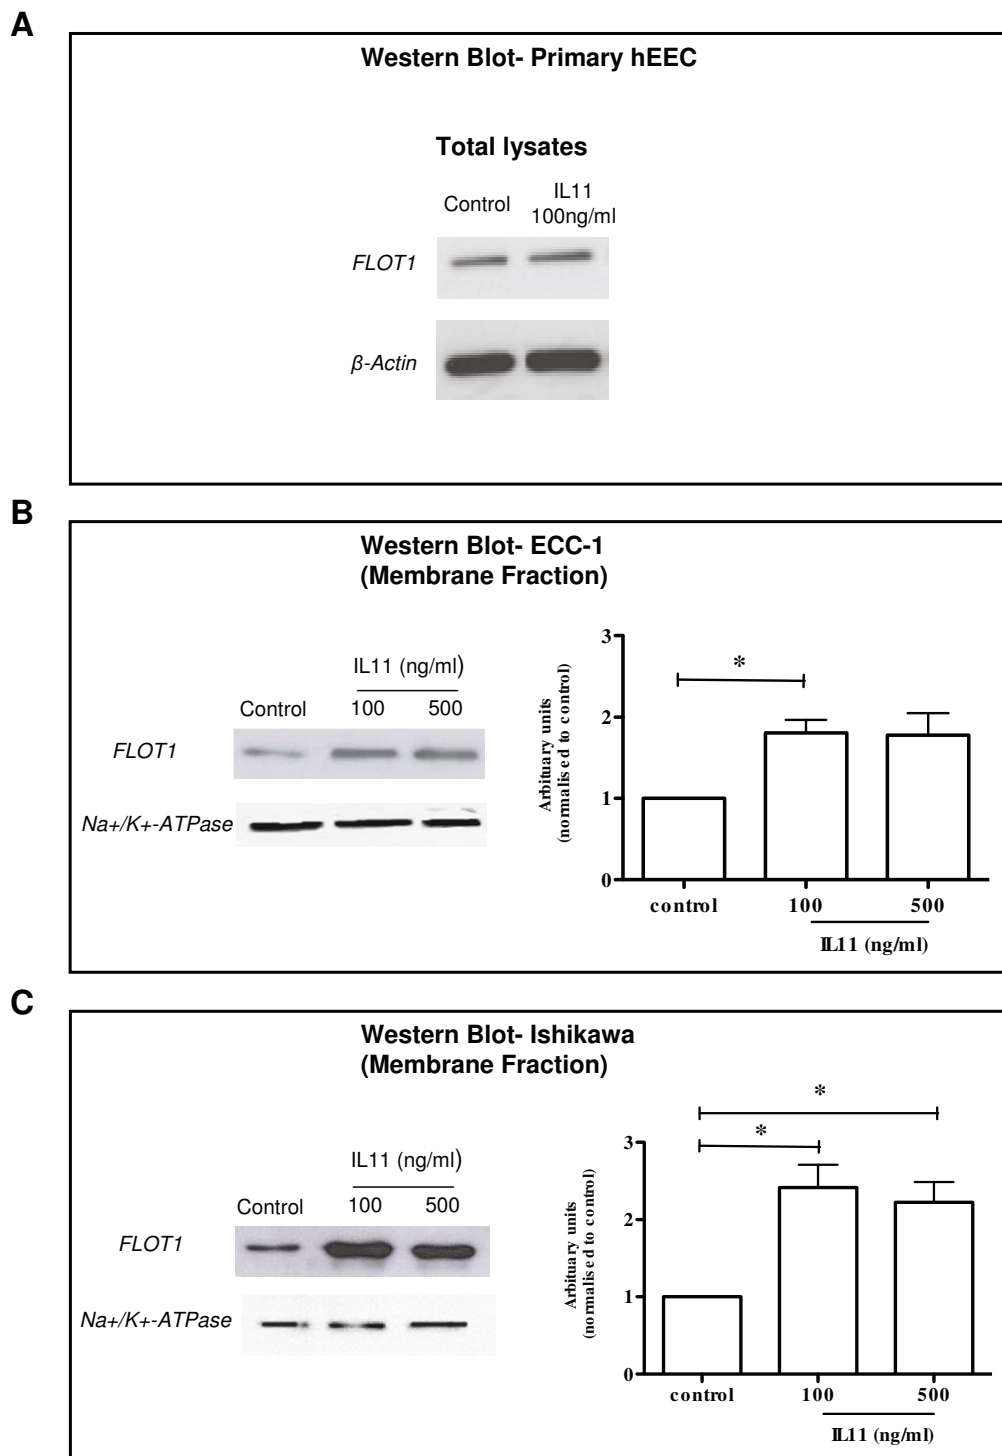 A
Western Blot- Primary hEEC
Total lysates
Control
IL11
100ng/ml
FLOT1
β-Actin
B
Western Blot- ECC-1
(Membrane Fraction)
IL11 (ng/ml)
Control
100
500
FLOT1
Na+/K+-ATPase
Arbituary units
(normalised to control)
3
2
1
0
*
control
100
500
IL11 (ng/ml)
C
Western Blot- Ishikawa
(Membrane Fraction)
IL11 (ng/ml)
Control
100
500
FLOT1
Na+/K+-ATPase
Arbituary units
(normalised to control)
3
2
1
0
*
*
control
100
500
IL11 (ng/ml)